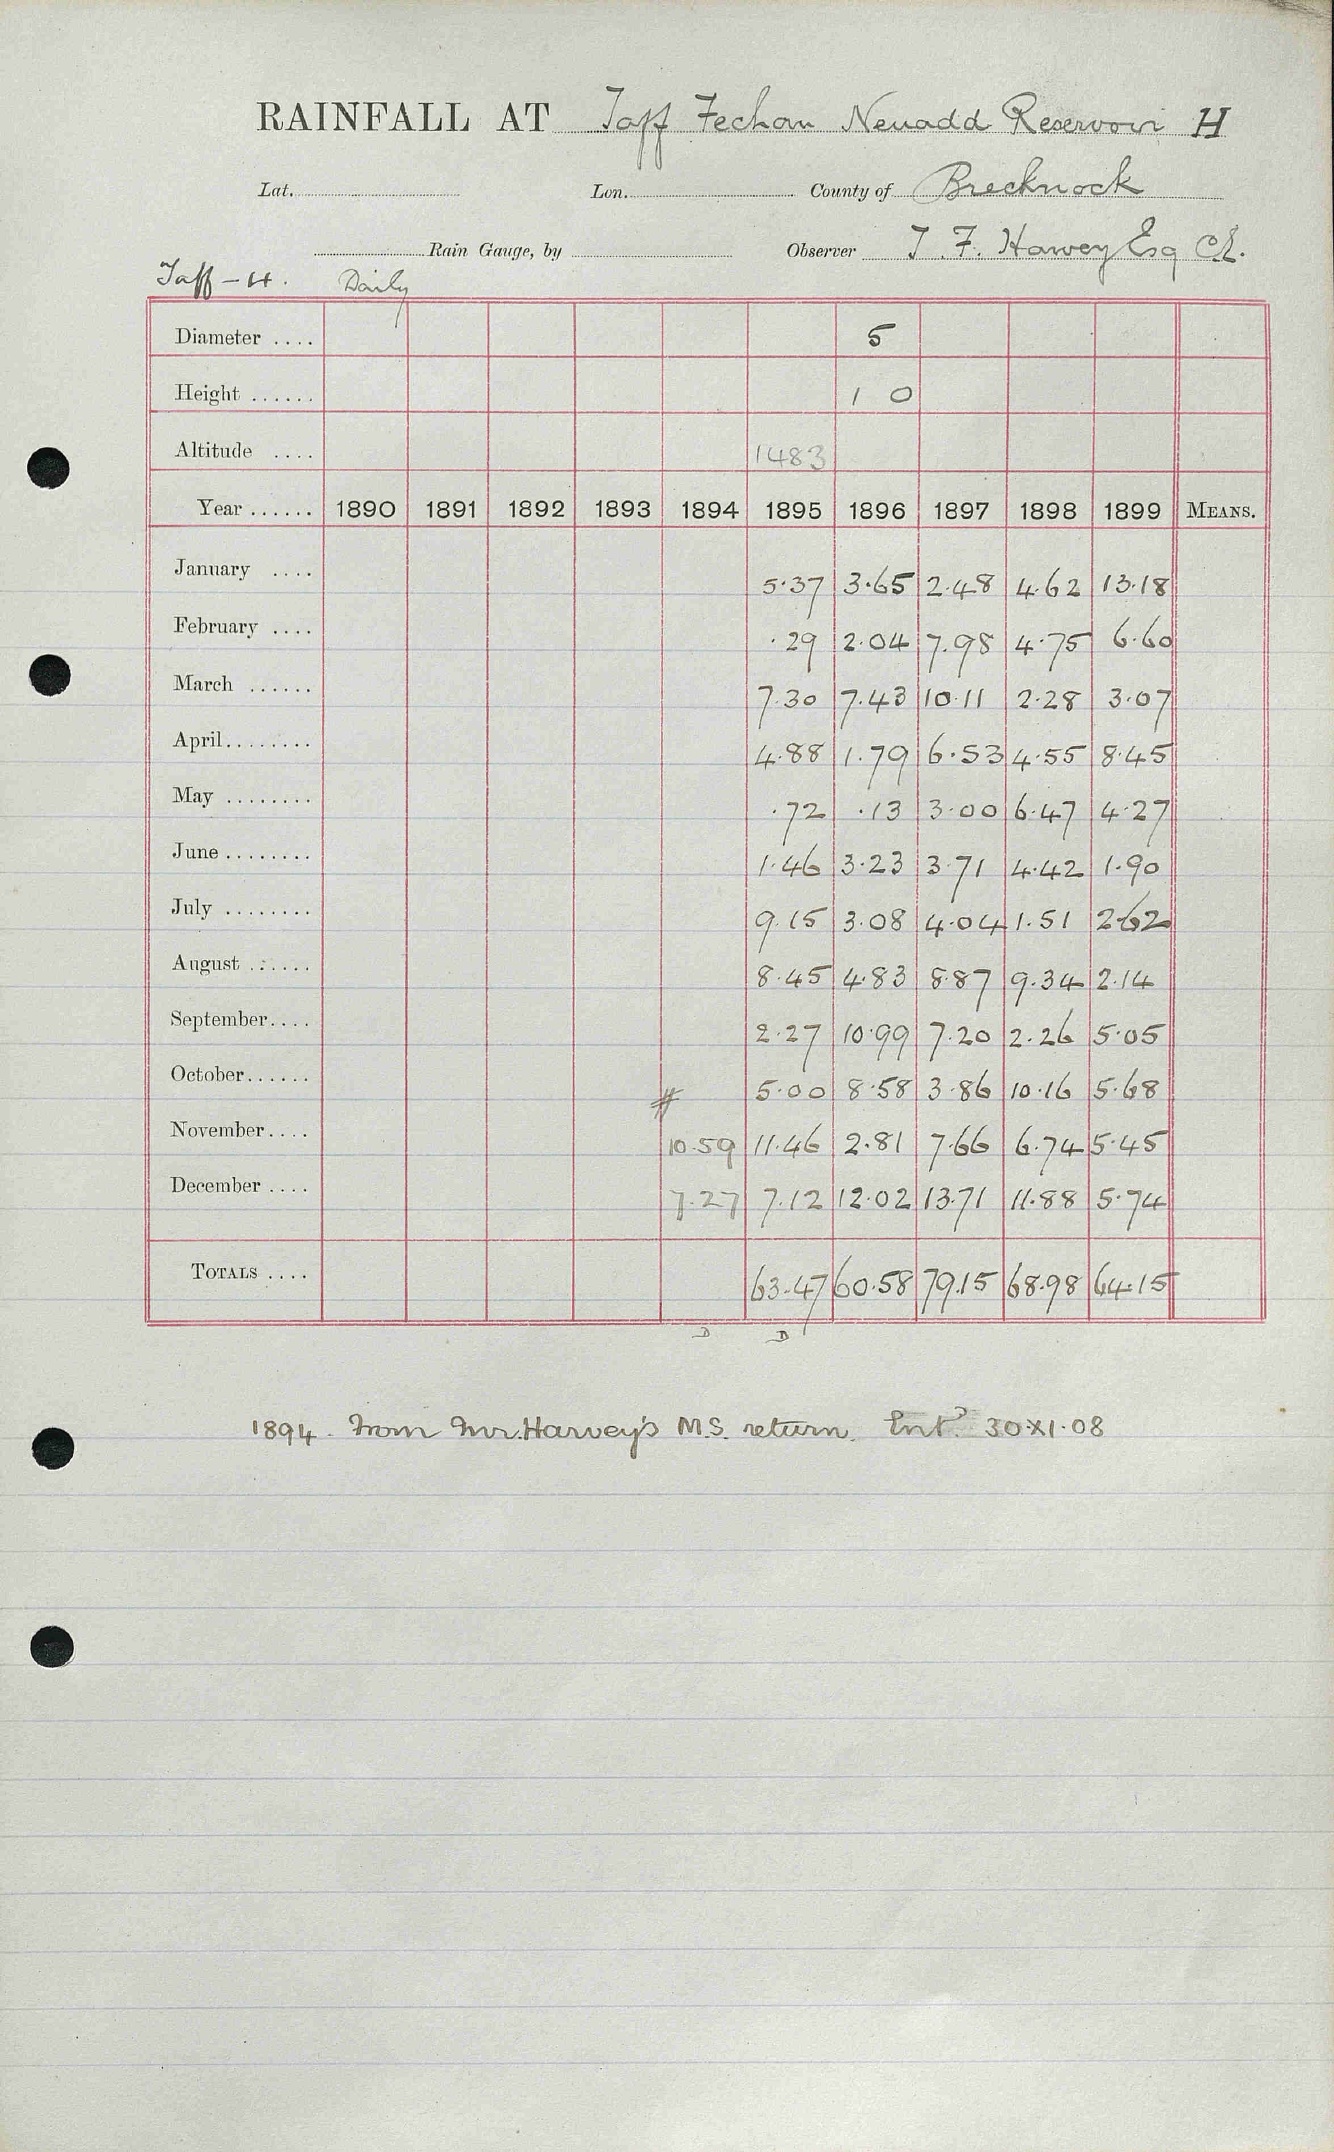 RAINFALL AT Taff Fechan Neuadd Reservoir H
Lat. Lon. County of Brecknock
Rain Gauge, by Observer T. F. Harvey Esq C.E.
Taff - H. Daily
Diameter .... 5
Height ...... 1 0
Altitude .... 1483
Year ...... 1890 1891 1892 1893 1894 1895 1896 1897 1898 1899 MEANS.
January .... 5.37 3.65 2.48 4.62 13.18
February .... .29 2.04 7.98 4.75 6.60
March ...... 7.30 7.43 10.11 2.28 3.07
April........ 4.88 1.79 6.53 4.55 8.45
May ........ .72 .13 3.00 6.47 4.27
June ........ 1.46 3.23 3.71 4.42 1.90
July ........ 9.15 3.08 4.04 1.51 2.62
August ...... 8.45 4.83 8.87 9.34 2.14
September.... 2.27 10.99 7.20 2.26 5.05
October...... # 5.00 8.58 3.86 10.16 5.68
November.... 10.59 11.46 2.81 7.66 6.74 5.45
December .... 7.27 7.12 12.02 13.71 11.88 5.74
TOTALS .... 63.47 60.58 79.15 68.98 64.15
D D
1894. From Mr. Harvey's M.S. return. Entd 30.XI.08